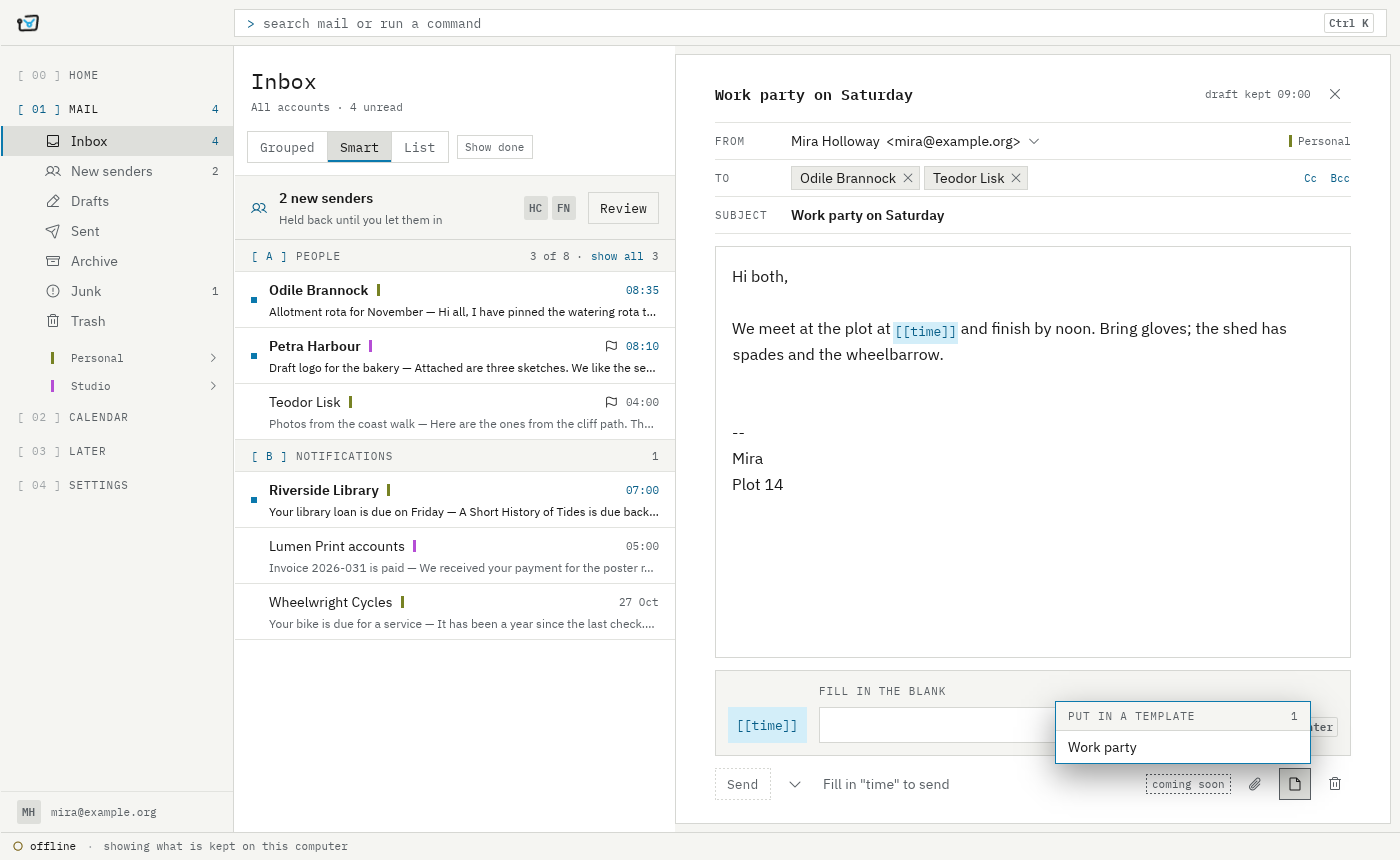 > search mail or run a command
Ctrl K
[ 00 ] HOME
[ 01 ] MAIL 4
Inbox 4
New senders 2
Drafts
Sent
Archive
Junk 1
Trash
Personal
Studio
[ 02 ] CALENDAR
[ 03 ] LATER
[ 04 ] SETTINGS
MH mira@example.org
offline · showing what is kept on this computer
Inbox
All accounts · 4 unread
Grouped Smart List Show done
2 new senders
Held back until you let them in
HC FN Review
[ A ] PEOPLE 3 of 8 · show all 3
Odile Brannock 08:35
Allotment rota for November — Hi all, I have pinned the watering rota t…
Petra Harbour 08:10
Draft logo for the bakery — Attached are three sketches. We like the se…
Teodor Lisk 04:00
Photos from the coast walk — Here are the ones from the cliff path. Th…
[ B ] NOTIFICATIONS 1
Riverside Library 07:00
Your library loan is due on Friday — A Short History of Tides is due back…
Lumen Print accounts 05:00
Invoice 2026-031 is paid — We received your payment for the poster r…
Wheelwright Cycles 27 Oct
Your bike is due for a service — It has been a year since the last check.…
Work party on Saturday draft kept 09:00
FROM Mira Holloway <mira@example.org> Personal
TO Odile Brannock Teodor Lisk Cc Bcc
SUBJECT Work party on Saturday
Hi both,
We meet at the plot at [[time]] and finish by noon. Bring gloves; the shed has
spades and the wheelbarrow.
--
Mira
Plot 14
FILL IN THE BLANK
[[time]]
PUT IN A TEMPLATE 1
Work party
Send Fill in "time" to send coming soon